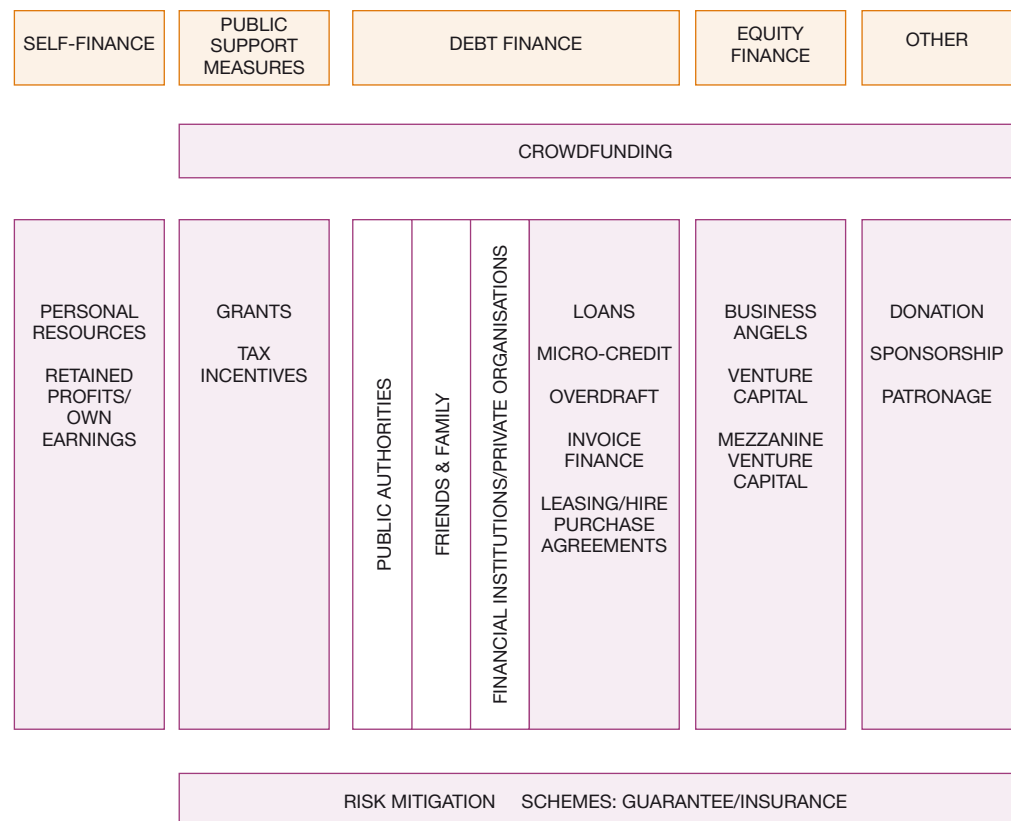 SELF-FINANCE
PUBLIC
SUPPORT
MEASURES
DEBT FINANCE
EQUITY
FINANCE
OTHER
CROWDFUNDING
PERSONAL
RESOURCES
RETAINED
PROFITS/
OWN
EARNINGS
GRANTS
TAX
INCENTIVES
PUBLIC AUTHORITIES
FRIENDS & FAMILY
FINANCIAL INSTITUTIONS/PRIVATE ORGANISATIONS
LOANS
MICRO-CREDIT
OVERDRAFT
INVOICE
FINANCE
LEASING/HIRE
PURCHASE
AGREEMENTS
BUSINESS
ANGELS
VENTURE
CAPITAL
MEZZANINE
VENTURE
CAPITAL
DONATION
SPONSORSHIP
PATRONAGE
RISK MITIGATION SCHEMES: GUARANTEE/INSURANCE